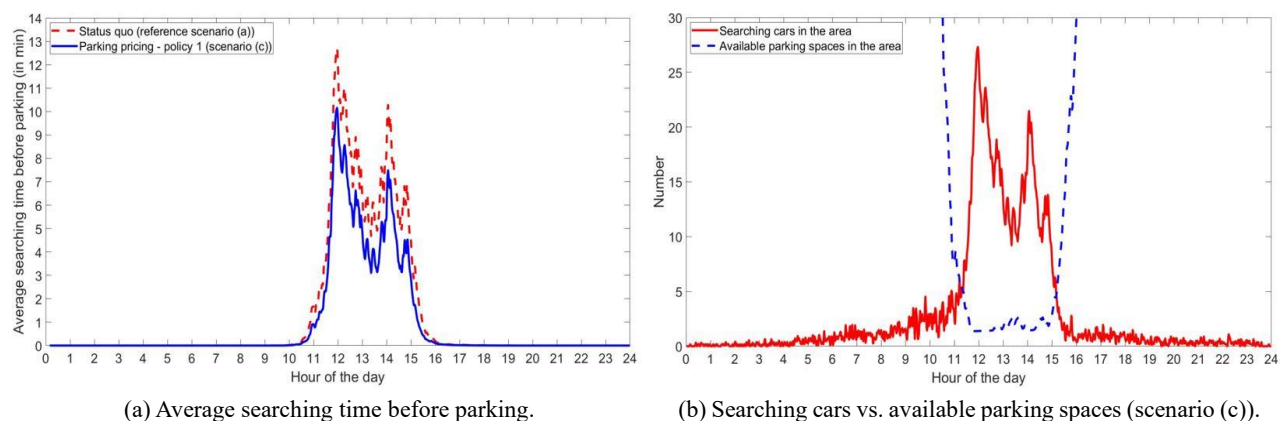 14
13
12
11
10
9
8
7
6
5
4
3
2
1
0
Average searching time before parking (in min)
Status quo (reference scenario (a))
Parking pricing - policy 1 (scenario (c))
0 1 2 3 4 5 6 7 8 9 10 11 12 13 14 15 16 17 18 19 20 21 22 23 24
Hour of the day
(a) Average searching time before parking.
30
25
20
15
10
5
0
Number
Searching cars in the area
Available parking spaces in the area
0 1 2 3 4 5 6 7 8 9 10 11 12 13 14 15 16 17 18 19 20 21 22 23 24
Hour of the day
(b) Searching cars vs. available parking spaces (scenario (c)).